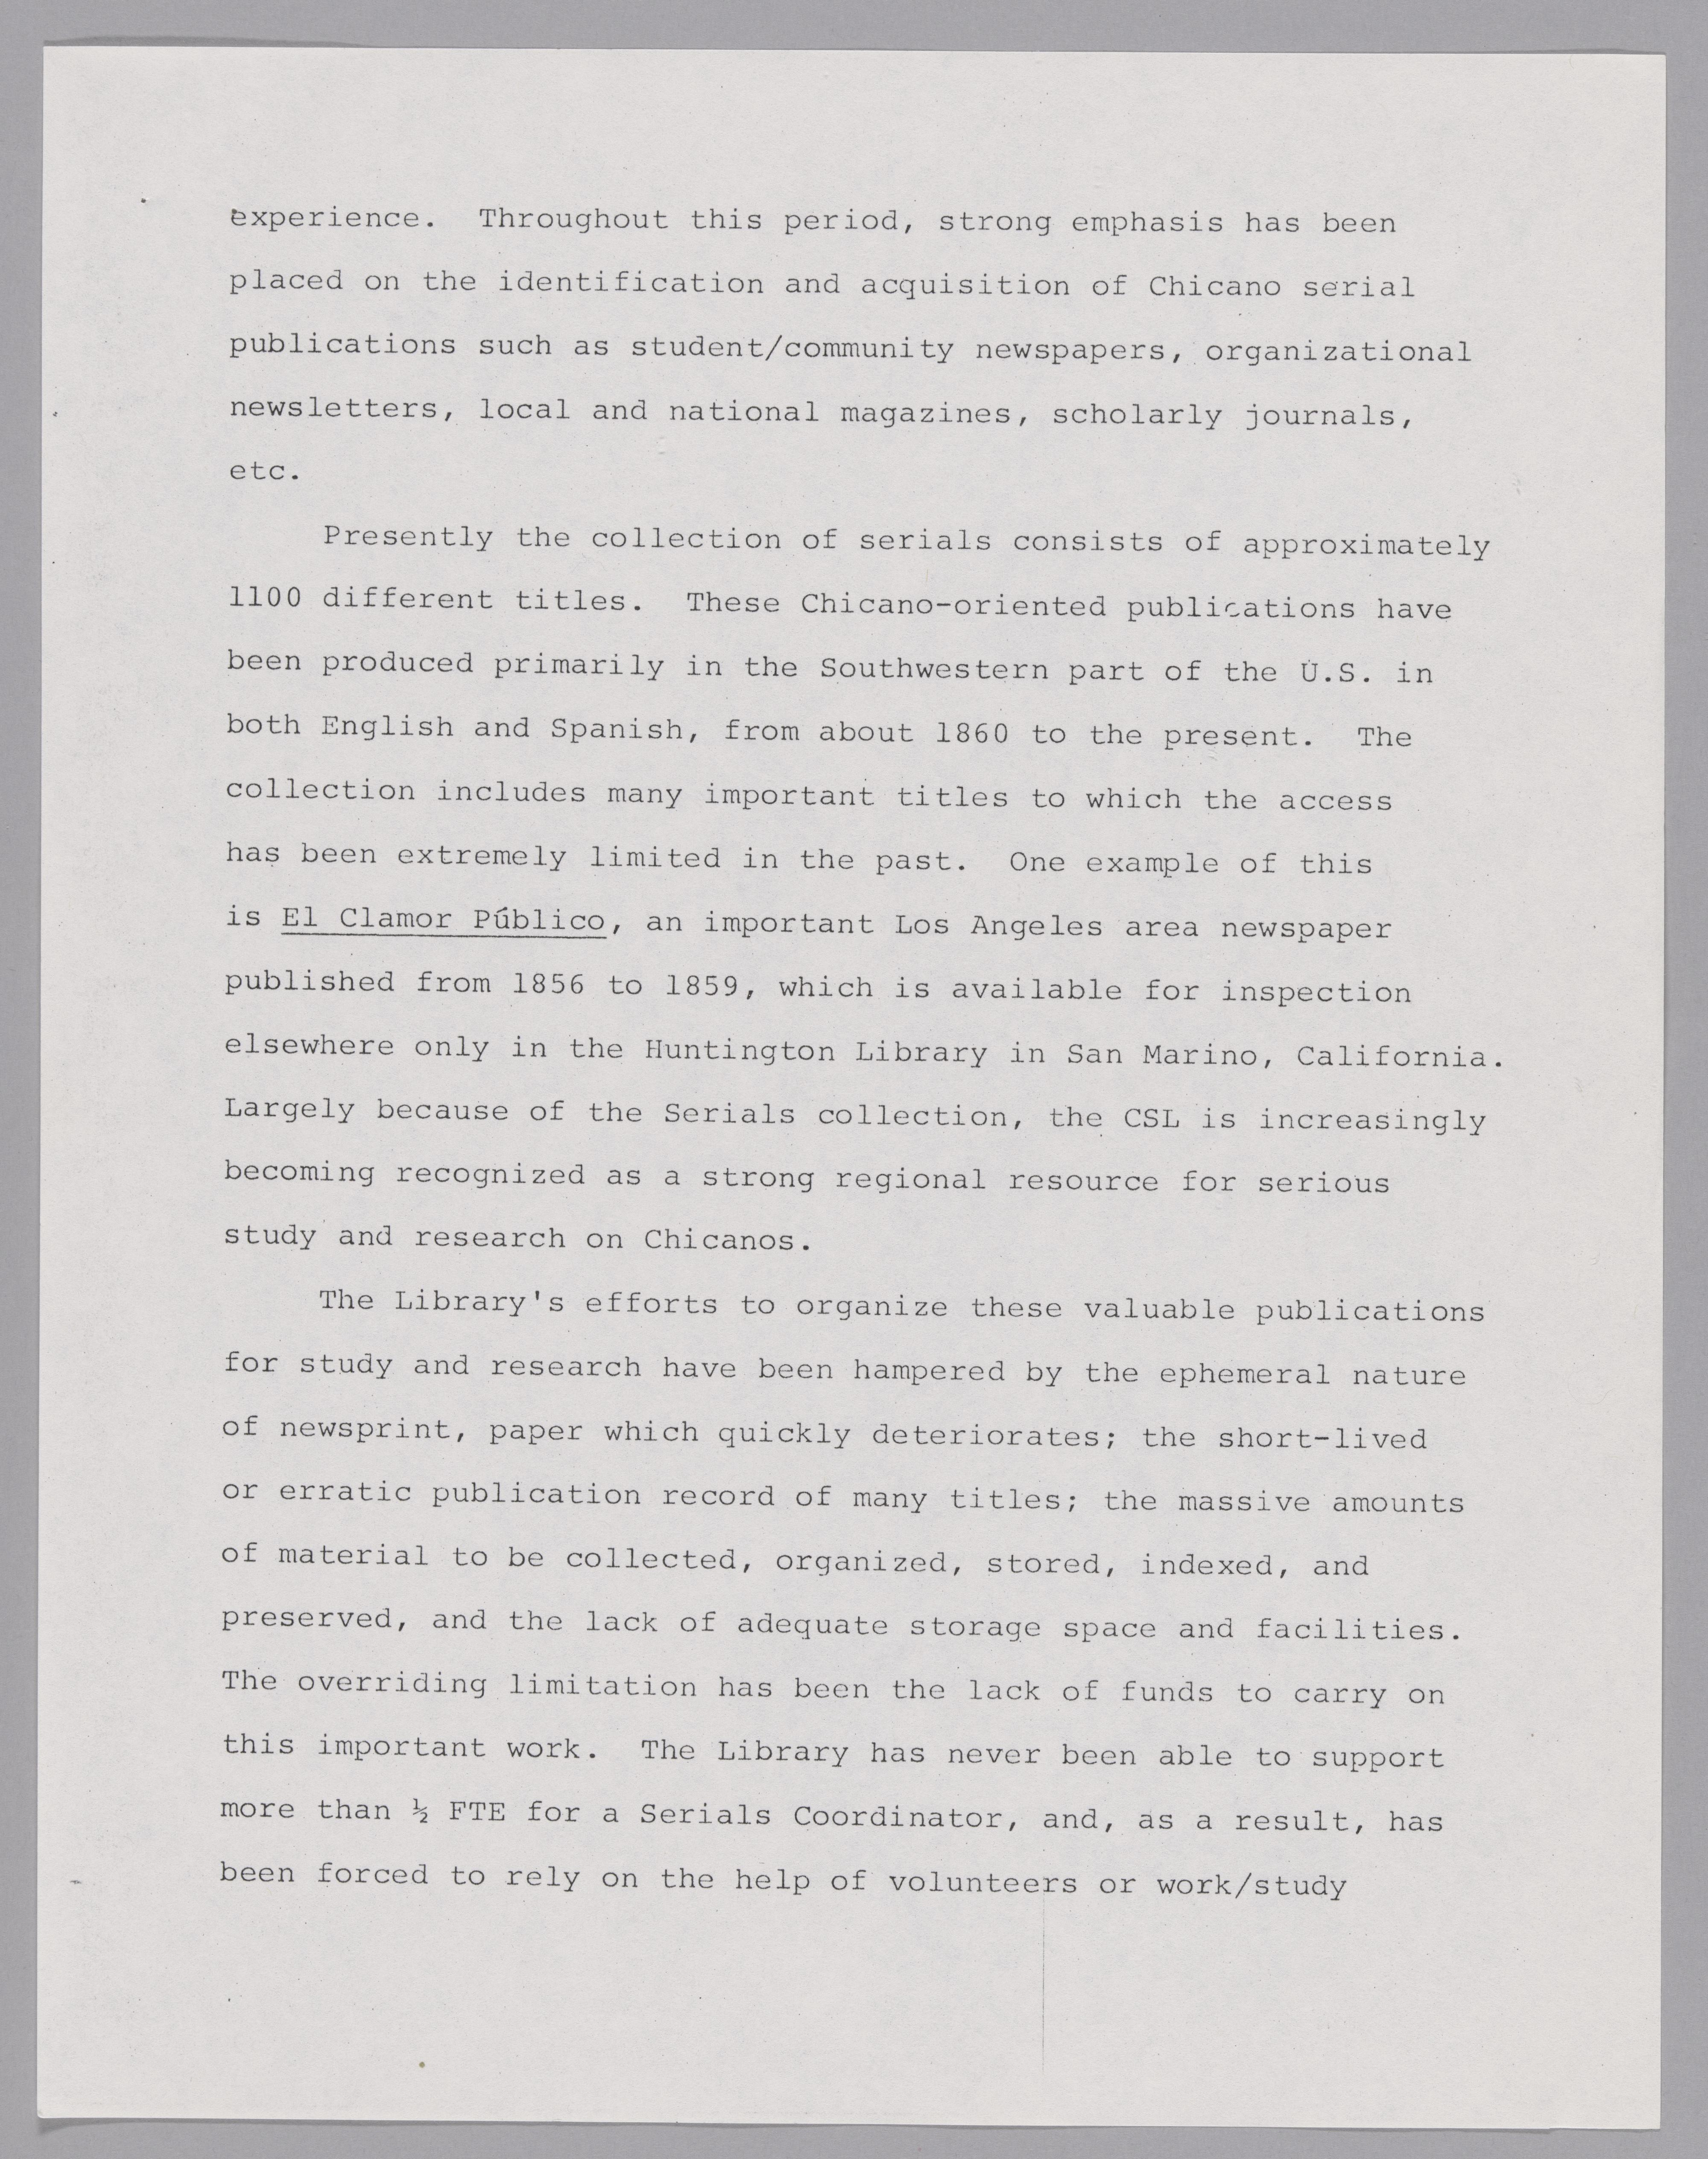 experience.  Throughout this period, strong emphasis has been
placed on the identification and acquisition of Chicano serial
publications such as student/community newspapers, organizational
newsletters, local and national magazines, scholarly journals,
etc.
Presently the collection of serials consists of approximately
1100 different titles.  These Chicano-oriented publications have
been produced primarily in the Southwestern part of the U.S. in
both English and Spanish, from about 1860 to the present.  The
collection includes many important titles to which the access
has been extremely limited in the past.  One example of this
is El Clamor Público, an important Los Angeles area newspaper
published from 1856 to 1859, which is available for inspection
elsewhere only in the Huntington Library in San Marino, California.
Largely because of the Serials collection, the CSL is increasingly
becoming recognized as a strong regional resource for serious
study and research on Chicanos.
The Library's efforts to organize these valuable publications
for study and research have been hampered by the ephemeral nature
of newsprint, paper which quickly deteriorates; the short-lived
or erratic publication record of many titles; the massive amounts
of material to be collected, organized, stored, indexed, and
preserved, and the lack of adequate storage space and facilities.
The overriding limitation has been the lack of funds to carry on
this important work.  The Library has never been able to support
more than ½ FTE for a Serials Coordinator, and, as a result, has
been forced to rely on the help of volunteers or work/study